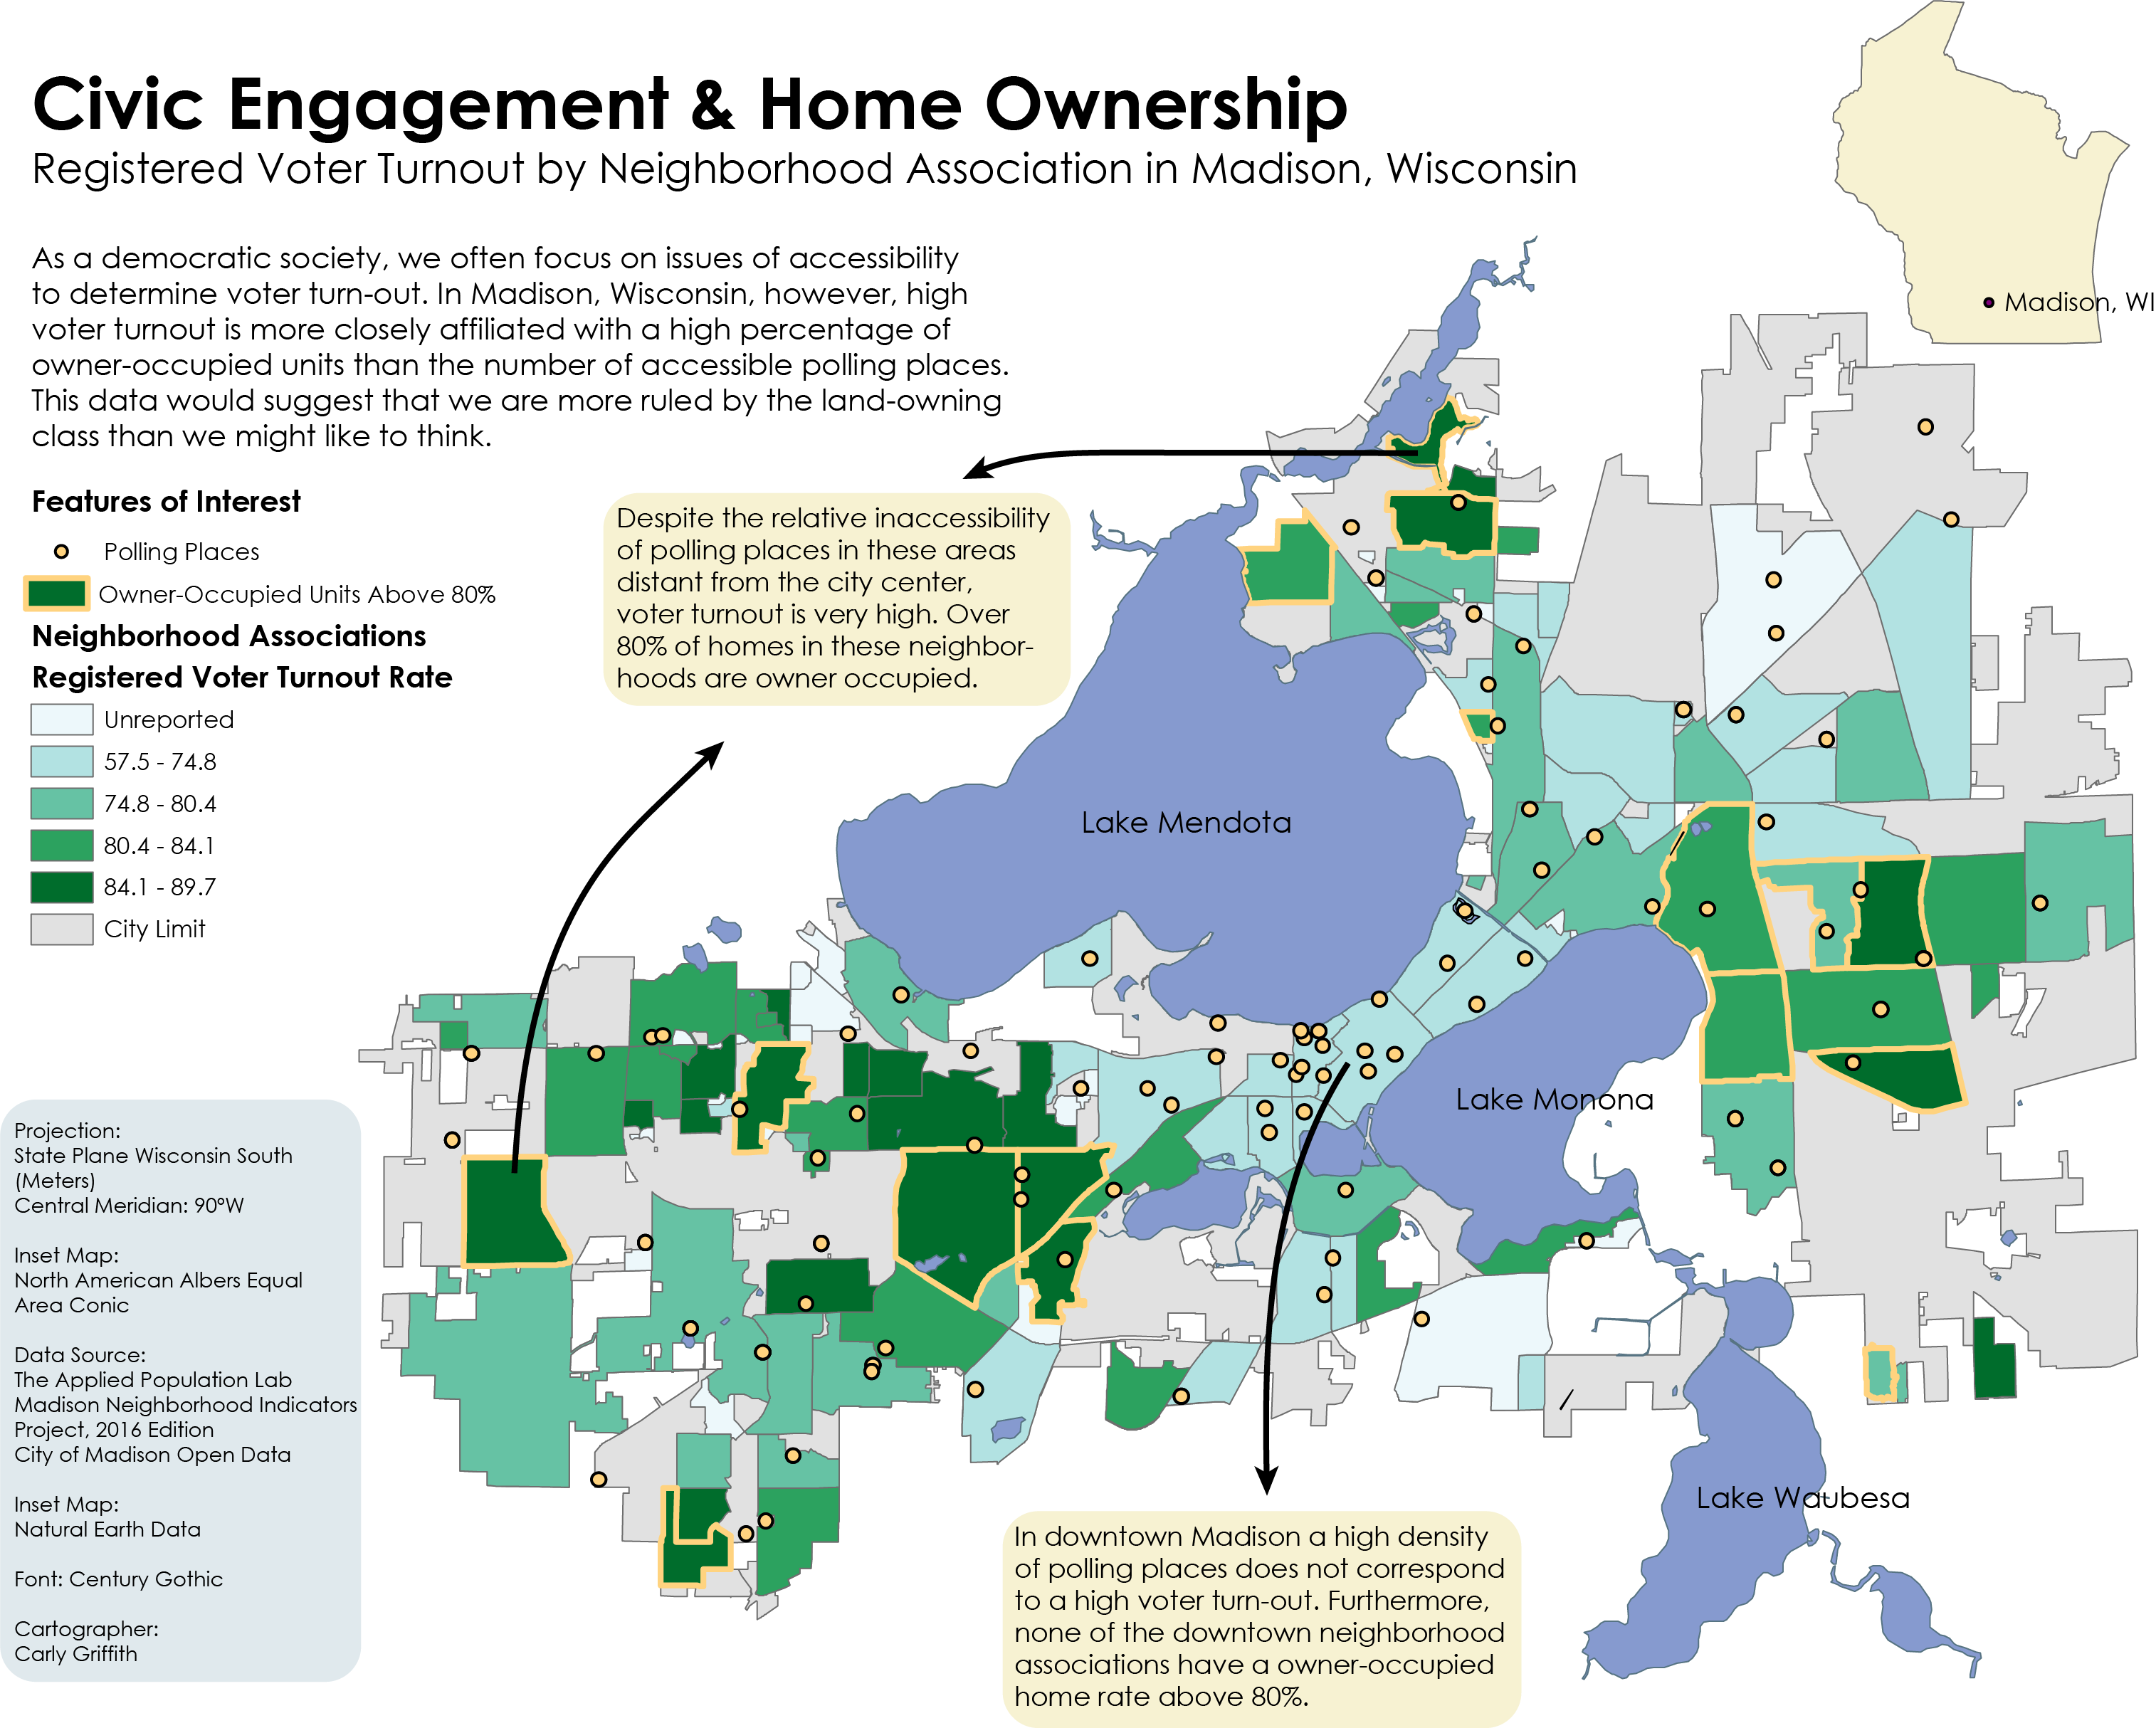 Civic Engagement & Home Ownership
Registered Voter Turnout by Neighborhood Association in Madison, Wisconsin
As a democratic society, we often focus on issues of accessibility
to determine voter turn-out. In Madison, Wisconsin, however, high
voter turnout is more closely affiliated with a high percentage of
owner-occupied units than the number of accessible polling places.
This data would suggest that we are more ruled by the land-owning
class than we might like to think.
Madison, WI
Features of Interest
Polling Places
Owner-Occupied Units Above 80%
Neighborhood Associations
Registered Voter Turnout Rate
Unreported
57.5 - 74.8
74.8 - 80.4
80.4 - 84.1
84.1 - 89.7
City Limit
Despite the relative inaccessibility
of polling places in these areas
distant from the city center,
voter turnout is very high. Over
80% of homes in these neighbor-
hoods are owner occupied.
Lake Mendota
Lake Monona
Lake Waubesa
Projection:
State Plane Wisconsin South
(Meters)
Central Meridian: 90°W
Inset Map:
North American Albers Equal
Area Conic
Data Source:
The Applied Population Lab
Madison Neighborhood Indicators
Project, 2016 Edition
City of Madison Open Data
Inset Map:
Natural Earth Data
Font: Century Gothic
Cartographer:
Carly Griffith
In downtown Madison a high density
of polling places does not correspond
to a high voter turn-out. Furthermore,
none of the downtown neighborhood
associations have a owner-occupied
home rate above 80%.